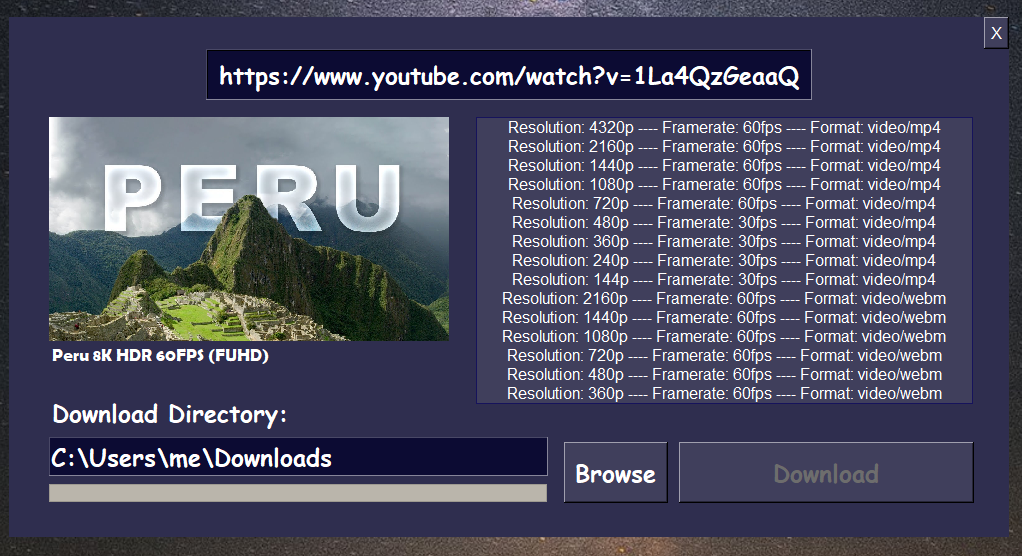 X
https://www.youtube.com/watch?v=1La4QzGeaaQ
PERU
Peru 8K HDR 60FPS (FUHD)
Resolution: 4320p ---- Framerate: 60fps ---- Format: video/mp4
Resolution: 2160p ---- Framerate: 60fps ---- Format: video/mp4
Resolution: 1440p ---- Framerate: 60fps ---- Format: video/mp4
Resolution: 1080p ---- Framerate: 60fps ---- Format: video/mp4
Resolution: 720p ---- Framerate: 60fps ---- Format: video/mp4
Resolution: 480p ---- Framerate: 30fps ---- Format: video/mp4
Resolution: 360p ---- Framerate: 30fps ---- Format: video/mp4
Resolution: 240p ---- Framerate: 30fps ---- Format: video/mp4
Resolution: 144p ---- Framerate: 30fps ---- Format: video/mp4
Resolution: 2160p ---- Framerate: 60fps ---- Format: video/webm
Resolution: 1440p ---- Framerate: 60fps ---- Format: video/webm
Resolution: 1080p ---- Framerate: 60fps ---- Format: video/webm
Resolution: 720p ---- Framerate: 60fps ---- Format: video/webm
Resolution: 480p ---- Framerate: 60fps ---- Format: video/webm
Resolution: 360p ---- Framerate: 60fps ---- Format: video/webm
Download Directory:
C:\Users\me\Downloads
Browse
Download